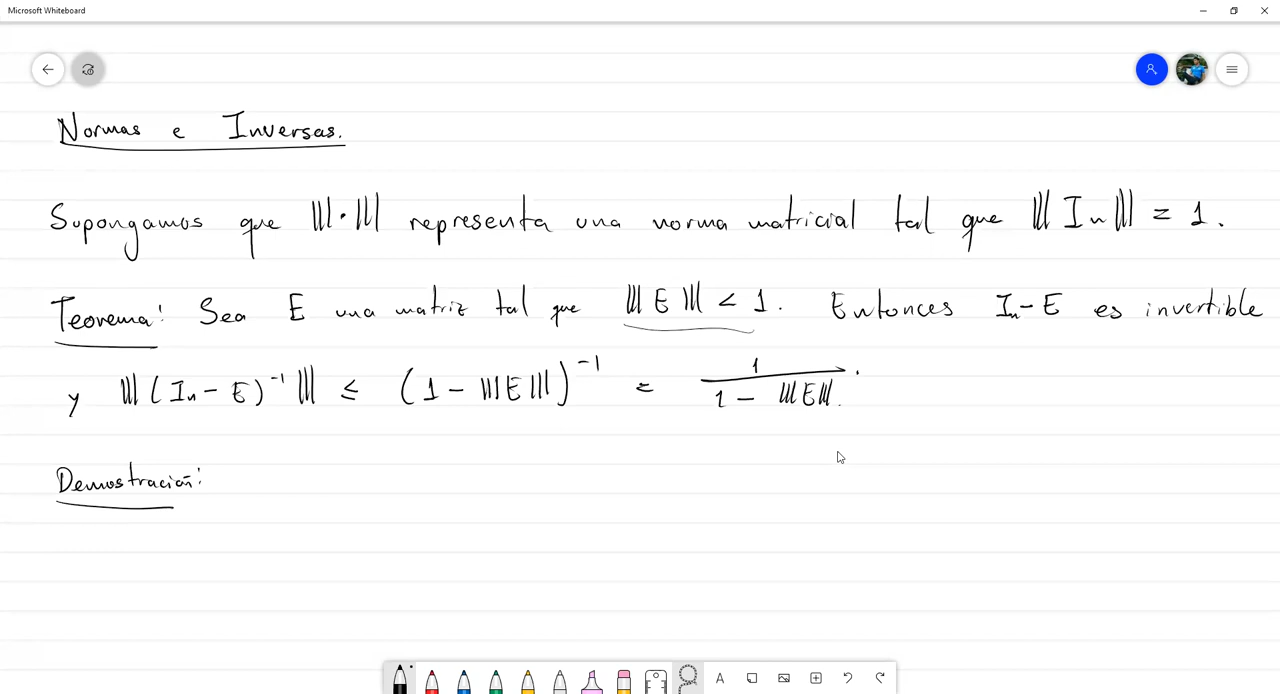 Microsoft Whiteboard
Normas e Inversas.
Supongamos que |||·||| representa una norma matricial tal que |||In||| = 1.
Teorema: Sea E una matriz tal que |||E||| < 1. Entonces In - E es invertible
y |||(In - E)⁻¹||| ≤ (1 - |||E|||)⁻¹ = 1 / (1 - |||E|||).
Demostración:
A